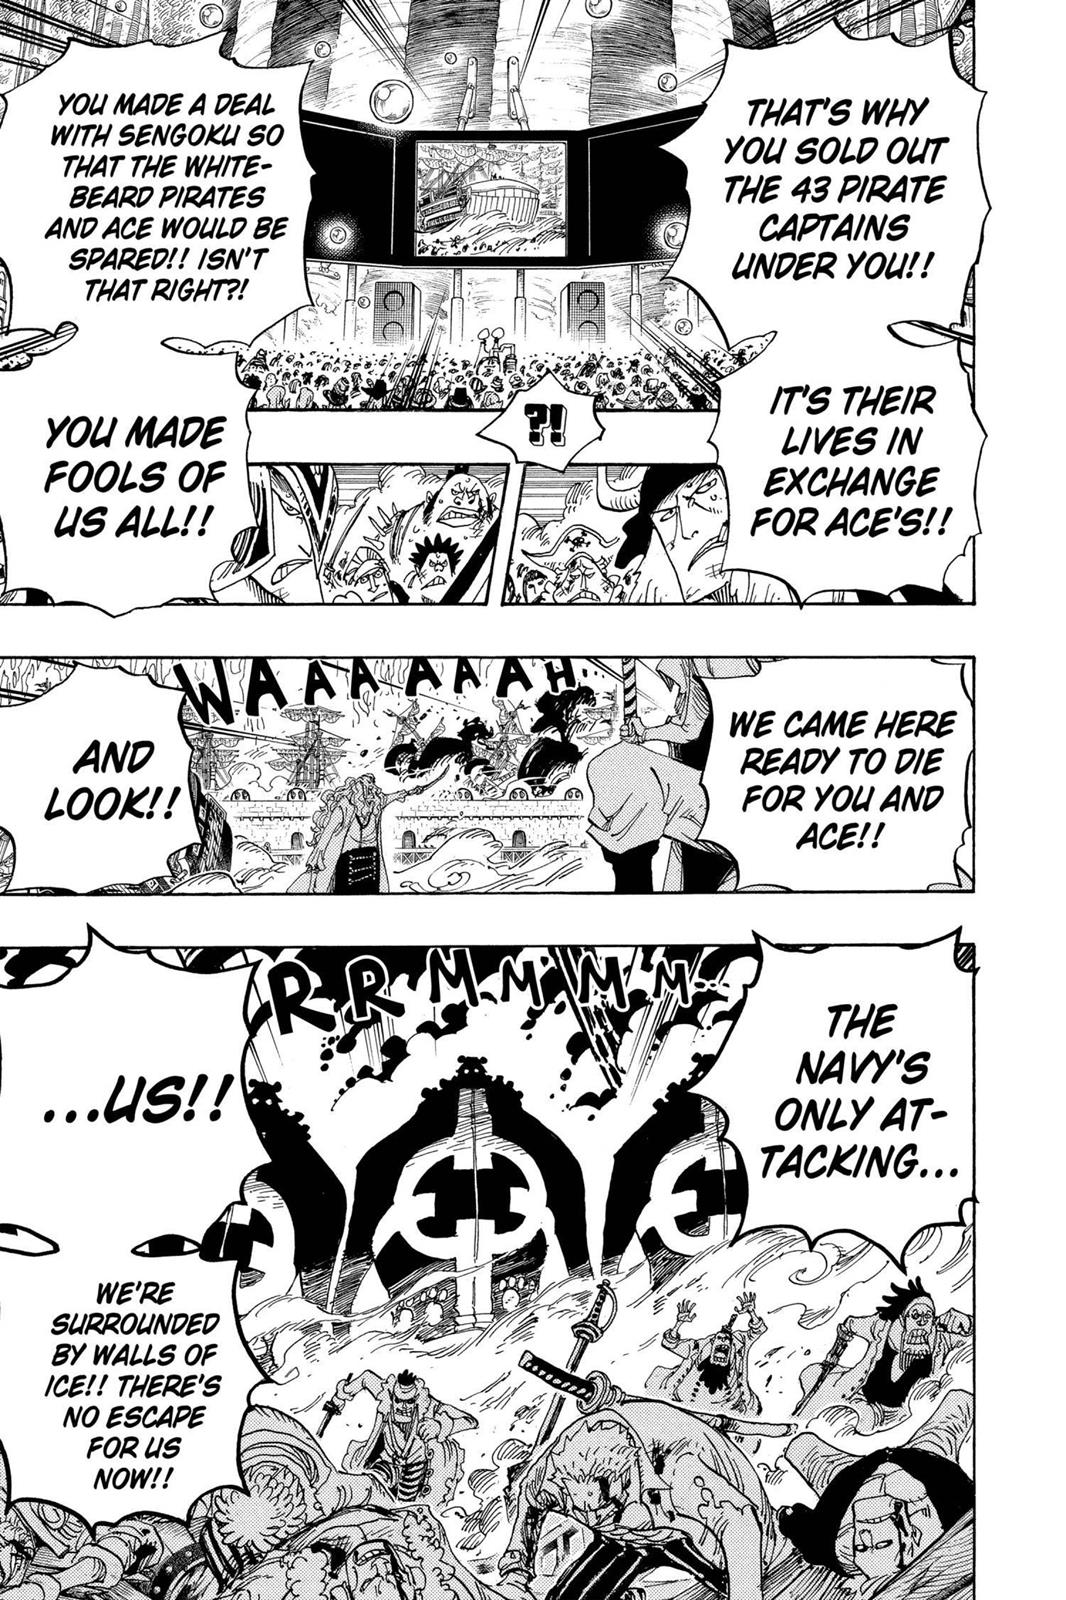 THAT'S WHY
YOU SOLD OUT
THE 43 PIRATE
CAPTAINS
UNDER YOU!!
IT'S THEIR
LIVES IN
EXCHANGE
FOR ACE'S!!
YOU MADE A DEAL
WITH SENGOKU SO
THAT THE WHITE-
BEARD PIRATES
AND ACE WOULD BE
SPARED!! ISN'T
THAT RIGHT?!
YOU MADE
FOOLS OF
US ALL!!
?!
WE CAME HERE
READY TO DIE
FOR YOU AND
ACE!!
WAAAAAAH
AND
LOOK!!
THE
NAVY'S
ONLY AT-
TACKING...
RRMMMM...
...US!!
WE'RE
SURROUNDED
BY WALLS OF
ICE!! THERE'S
NO ESCAPE
FOR US
NOW!!